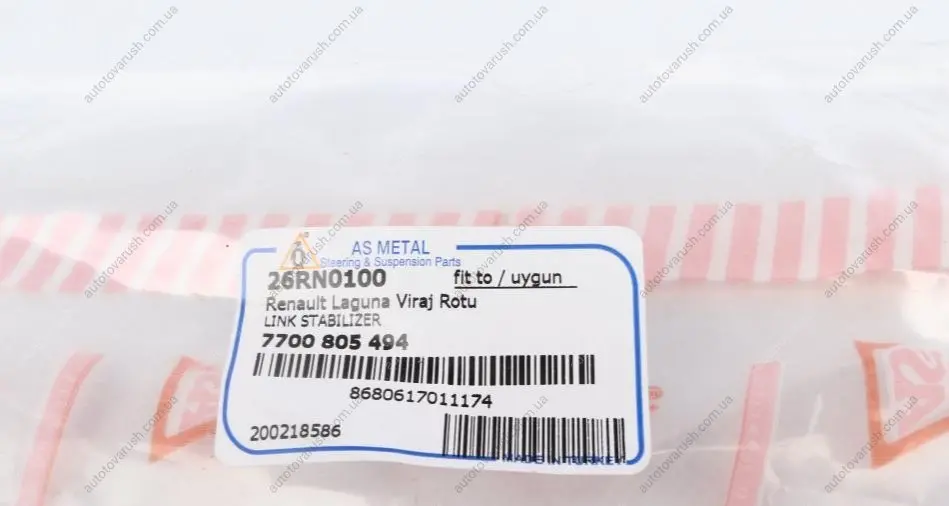 AS METAL
Steering & Suspension Parts
26RN0100 fit to / uygun
Renault Laguna Viraj Rotu
LINK STABILIZER
7700 805 494
8680617011174
200218586
MADE IN TURKEY
autotovarush.com.ua